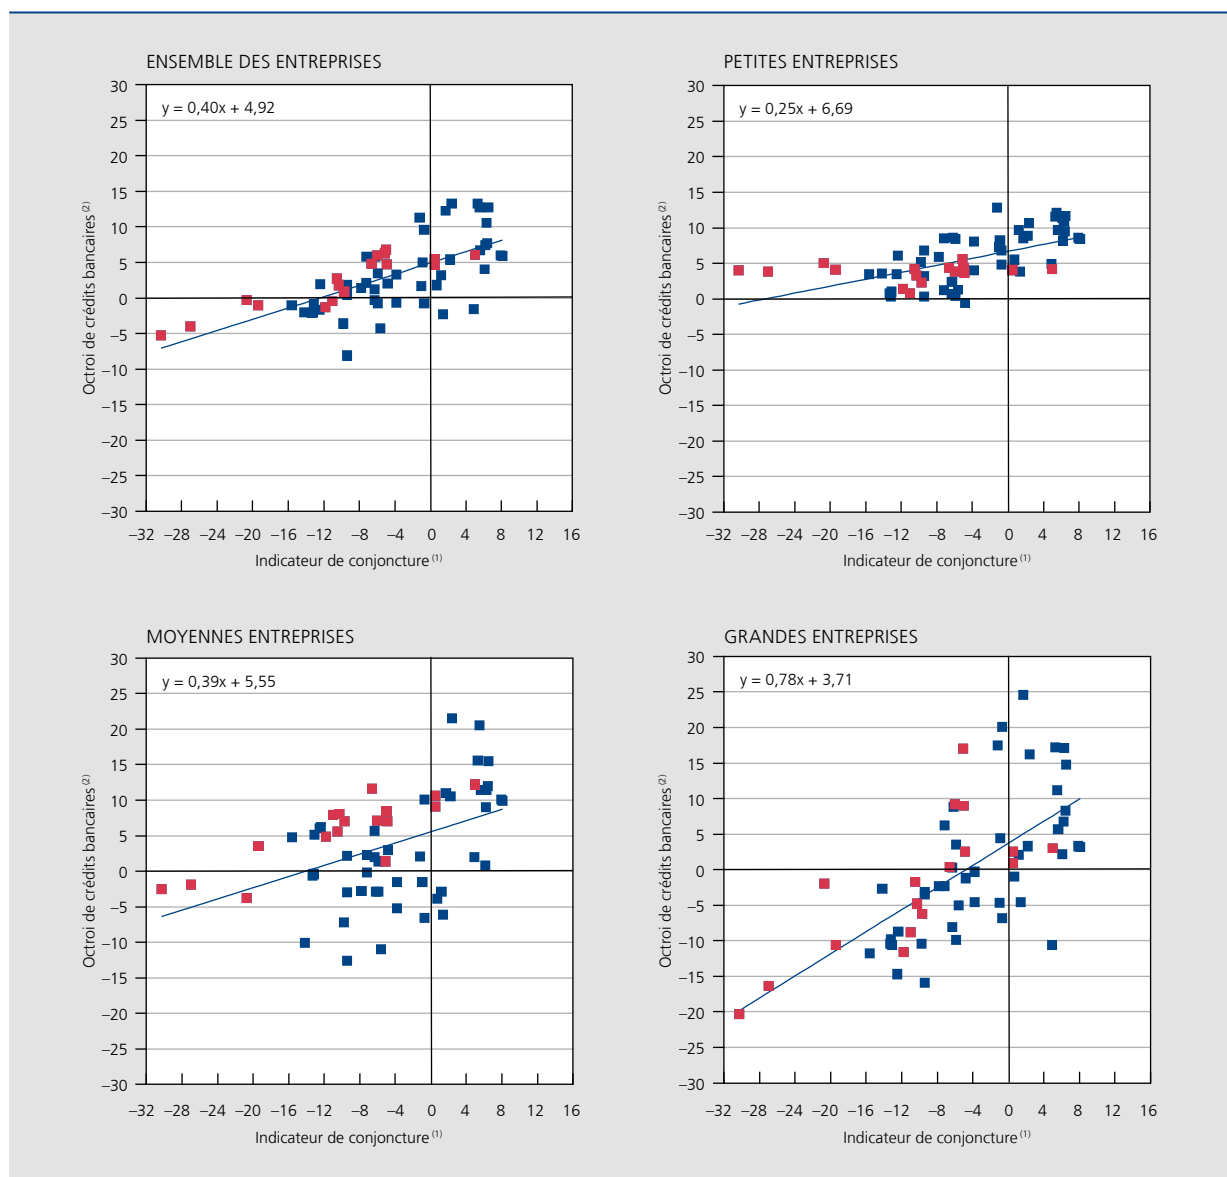 ENSEMBLE DES ENTREPRISES
y = 0,40x + 4,92
30
25
20
15
10
5
0
–5
–10
–15
–20
–25
–30
Octroi de crédits bancaires (2)
–32 –28 –24 –20 –16 –12 –8 –4 0 4 8 12 16
Indicateur de conjoncture (1)
PETITES ENTREPRISES
y = 0,25x + 6,69
30
25
20
15
10
5
0
–5
–10
–15
–20
–25
–30
Octroi de crédits bancaires (2)
–32 –28 –24 –20 –16 –12 –8 –4 0 4 8 12 16
Indicateur de conjoncture (1)
MOYENNES ENTREPRISES
y = 0,39x + 5,55
30
25
20
15
10
5
0
–5
–10
–15
–20
–25
–30
Octroi de crédits bancaires (2)
–32 –28 –24 –20 –16 –12 –8 –4 0 4 8 12 16
Indicateur de conjoncture (1)
GRANDES ENTREPRISES
y = 0,78x + 3,71
30
25
20
15
10
5
0
–5
–10
–15
–20
–25
–30
Octroi de crédits bancaires (2)
–32 –28 –24 –20 –16 –12 –8 –4 0 4 8 12 16
Indicateur de conjoncture (1)